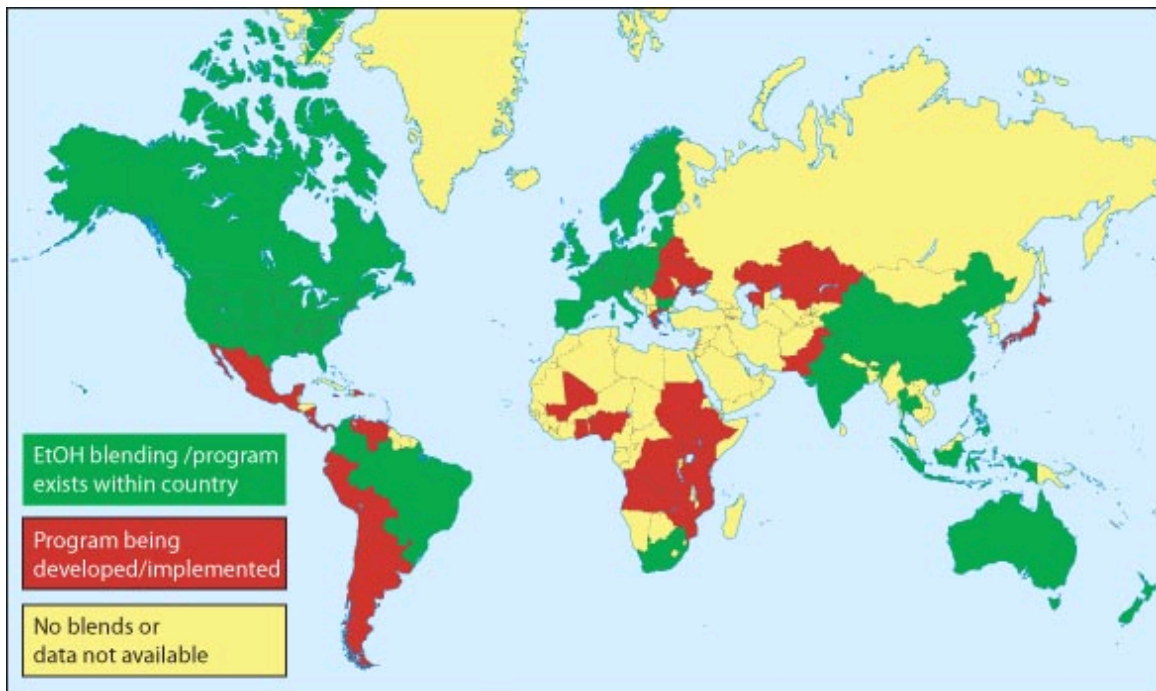 EtOH blending /program
exists within country
Program being
developed/implemented
No blends or
data not available